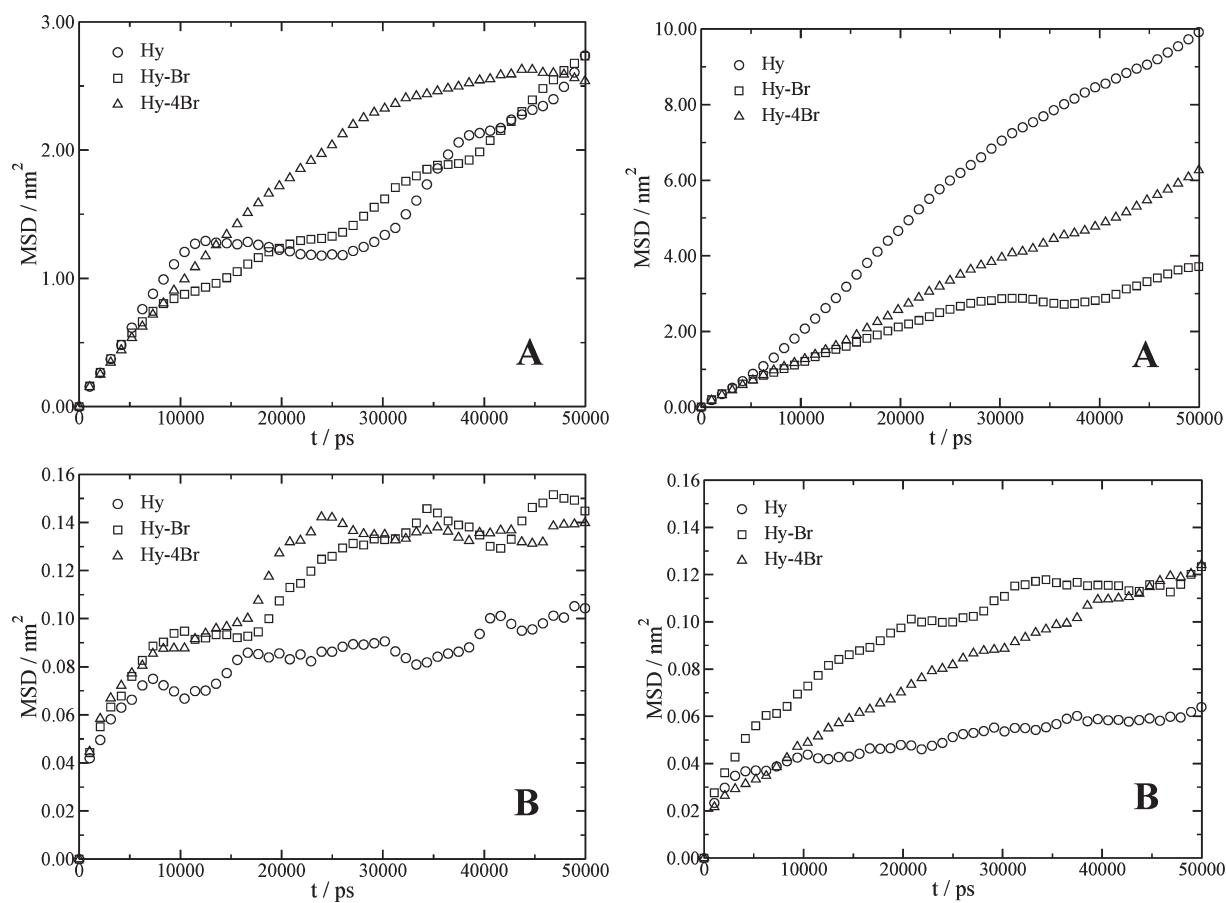 3.00
2.00
1.00
0.00
MSD / nm²
Hy
Hy-Br
Hy-4Br
A
0 10000 20000 30000 40000 50000
t / ps
10.00
8.00
6.00
4.00
2.00
0.00
MSD / nm²
Hy
Hy-Br
Hy-4Br
A
0 10000 20000 30000 40000 50000
t / ps
0.16
0.14
0.12
0.10
0.08
0.06
0.04
0.02
0.00
MSD / nm²
Hy
Hy-Br
Hy-4Br
B
0 10000 20000 30000 40000 50000
t / ps
0.16
0.14
0.12
0.10
0.08
0.06
0.04
0.02
0.00
MSD / nm²
Hy
Hy-Br
Hy-4Br
B
0 10000 20000 30000 40000 50000
t / ps